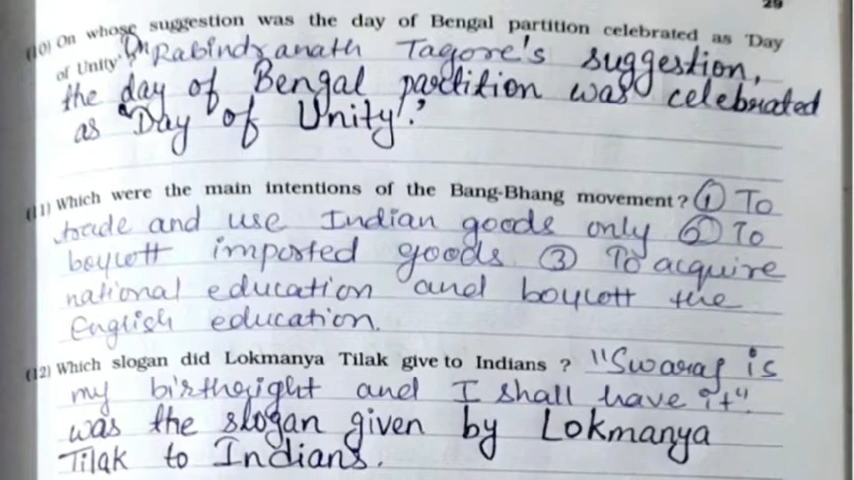 29
(10) On whose suggestion was the day of Bengal partition celebrated as 'Day
of Unity' ? On Rabindranath Tagore's suggestion,
the day of Bengal partition was celebrated
as "Day of Unity'.'
(11) Which were the main intentions of the Bang-Bhang movement ? ① To
trade and use Indian goods only ② To
boycott imported goods ③ To acquire
national education and boycott the
English education.
(12) Which slogan did Lokmanya Tilak give to Indians ? "Swaraj is
my birthright and I shall have it"
was the slogan given by Lokmanya
Tilak to Indians.